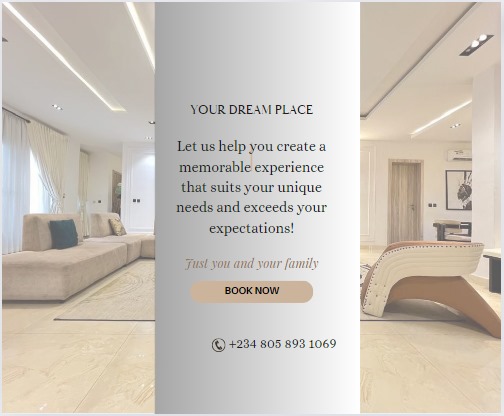 YOUR DREAM PLACE
Let us help you create a
memorable experience
that suits your unique
needs and exceeds your
expectations!
Just you and your family
BOOK NOW
+234 805 893 1069